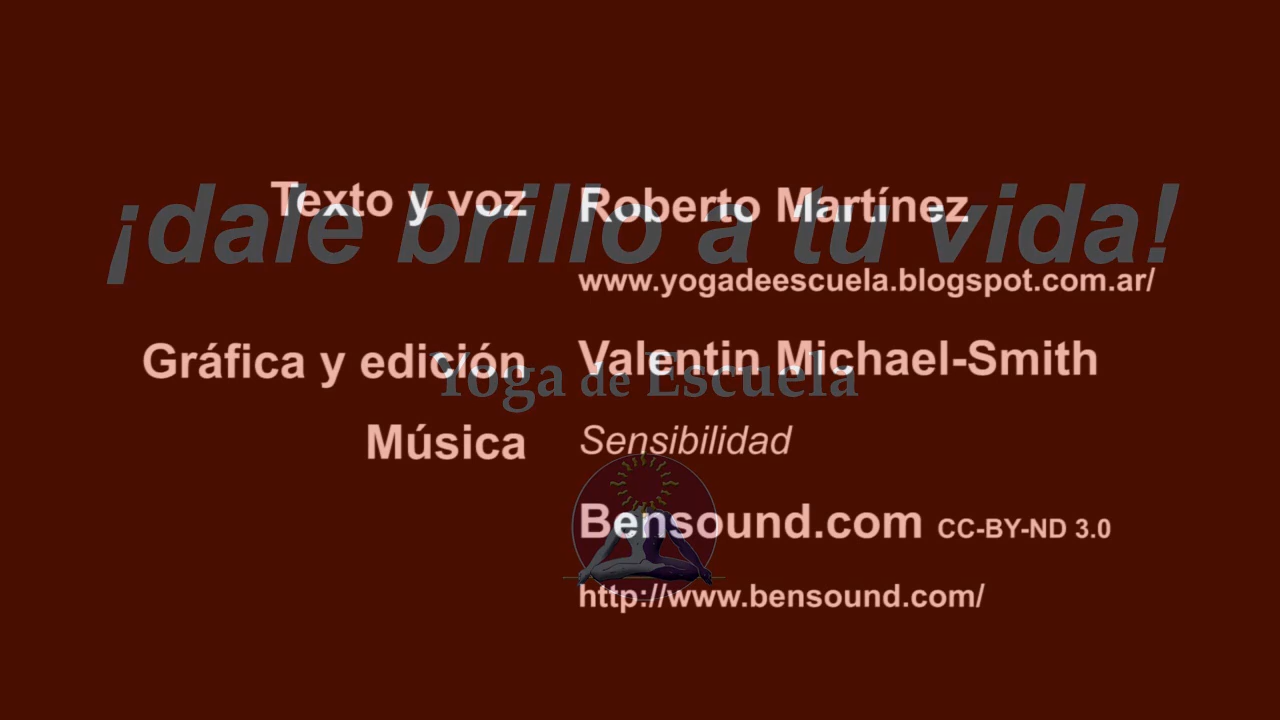 ¡dale brillo a tu vida!
Texto y voz Roberto Martínez
www.yogadeescuela.blogspot.com.ar/
Gráfica y edición Valentin Michael-Smith
Yoga de Escuela
Música Sensibilidad
Bensound.com CC-BY-ND 3.0
http://www.bensound.com/